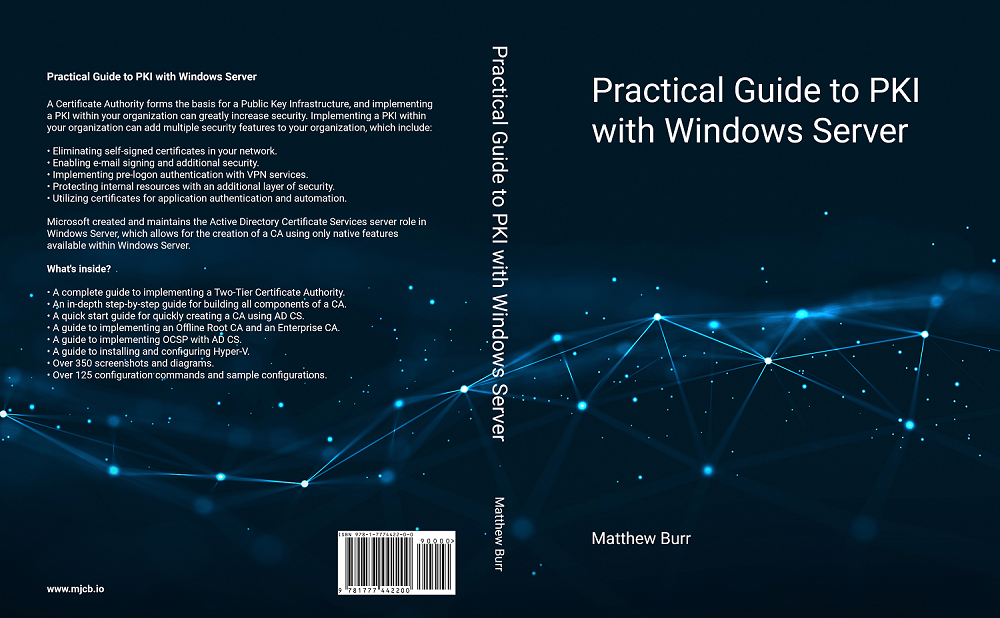 Practical Guide to PKI with Windows Server
A Certificate Authority forms the basis for a Public Key Infrastructure, and implementing
a PKI within your organization can greatly increase security. Implementing a PKI within
your organization can add multiple security features to your organization, which include:
• Eliminating self-signed certificates in your network.
• Enabling e-mail signing and additional security.
• Implementing pre-logon authentication with VPN services.
• Protecting internal resources with an additional layer of security.
• Utilizing certificates for application authentication and automation.
Microsoft created and maintains the Active Directory Certificate Services server role in
Windows Server, which allows for the creation of a CA using only native features
available within Windows Server.
What's inside?
• A complete guide to implementing a Two-Tier Certificate Authority.
• An in-depth step-by-step guide for building all components of a CA.
• A quick start guide for quickly creating a CA using AD CS.
• A guide to implementing an Offline Root CA and an Enterprise CA.
• A guide to implementing OCSP with AD CS.
• A guide to installing and configuring Hyper-V.
• Over 350 screenshots and diagrams.
• Over 125 configuration commands and sample configurations.
www.mjcb.io
ISBN 978-1-7774422-0-0
90000>
9 781777 442200
Practical Guide to PKI with Windows Server
Matthew Burr
Practical Guide to PKI
with Windows Server
Matthew Burr